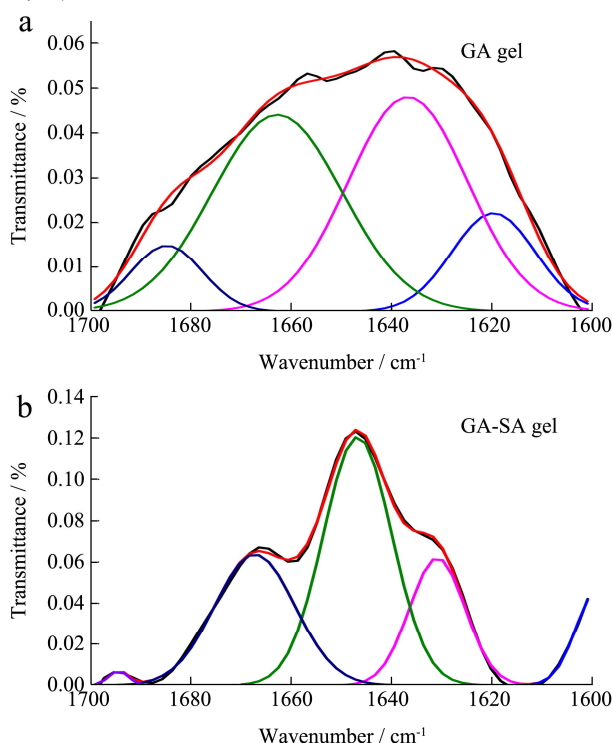 a
GA gel
0.06
0.05
0.04
0.03
0.02
0.01
0.00
Transmittance / %
1700 1680 1660 1640 1620 1600
Wavenumber / cm⁻¹
b
GA-SA gel
0.14
0.12
0.10
0.08
0.06
0.04
0.02
0.00
Transmittance / %
1700 1680 1660 1640 1620 1600
Wavenumber / cm⁻¹